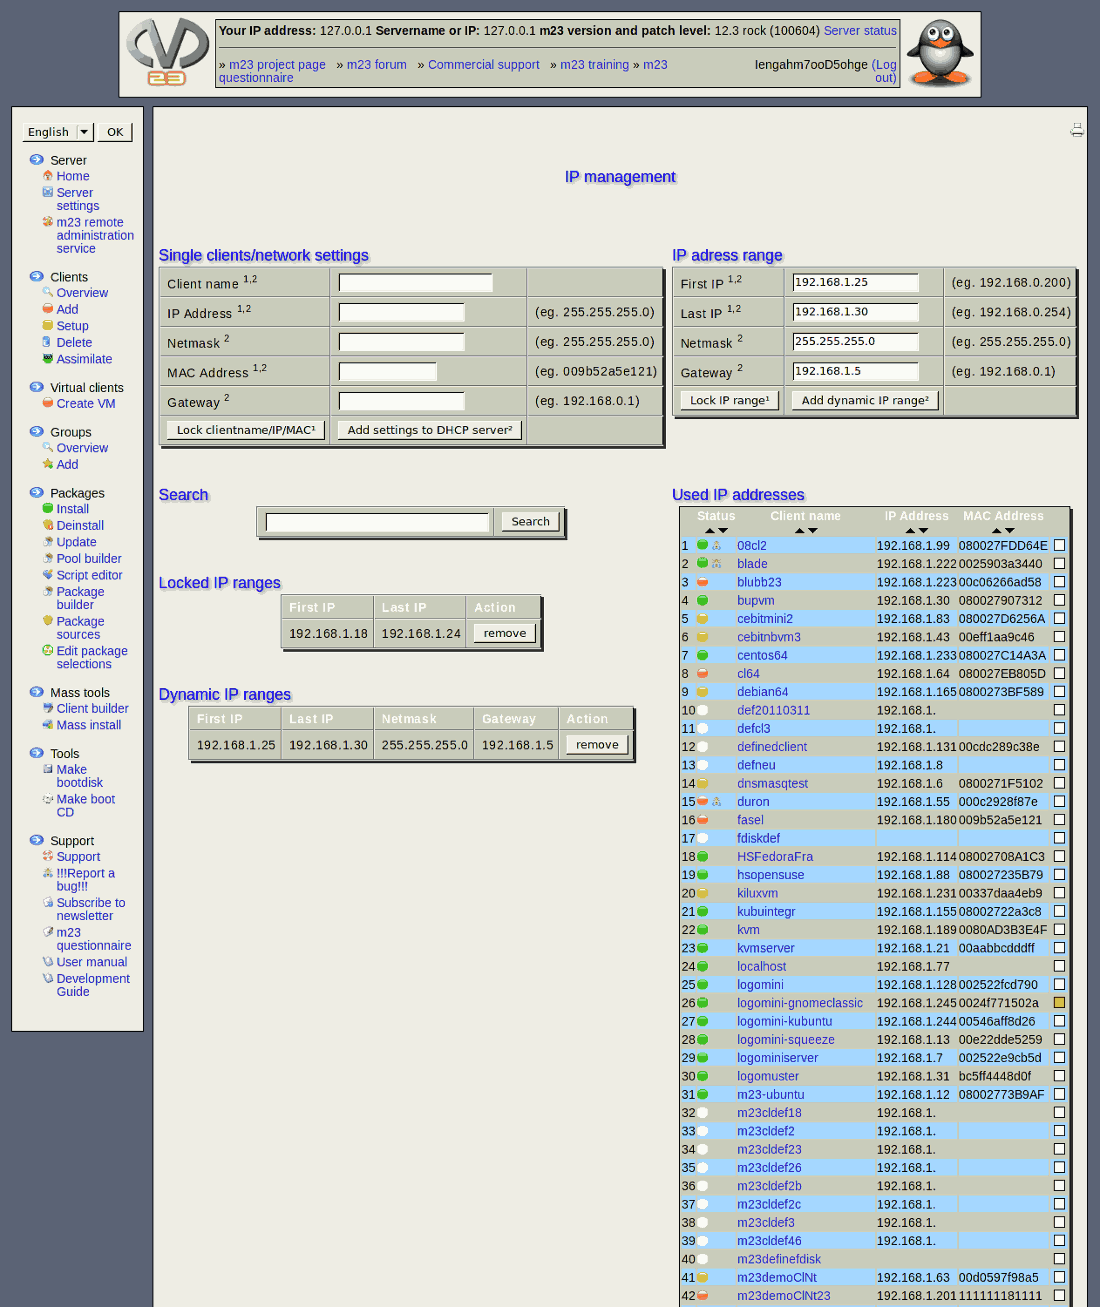 Your IP address: 127.0.0.1 Servername or IP: 127.0.0.1 m23 version and patch level: 12.3 rock (100604) Server status
» m23 project page » m23 forum » Commercial support » m23 training » m23 questionnaire
Iengahm7ooD5ohge (Log out)
23
English OK
Server
Home
Server settings
m23 remote administration service
Clients
Overview
Add
Setup
Delete
Assimilate
Virtual clients
Create VM
Groups
Overview
Add
Packages
Install
Deinstall
Update
Pool builder
Script editor
Package builder
Package sources
Edit package selections
Mass tools
Client builder
Mass install
Tools
Make bootdisk
Make boot CD
Support
Support
!!!Report a bug!!!
Subscribe to newsletter
m23 questionnaire
User manual
Development Guide
IP management
Single clients/network settings
Client name 1,2
IP Address 1,2 (eg. 255.255.255.0)
Netmask 2 (eg. 255.255.255.0)
MAC Address 1,2 (eg. 009b52a5e121)
Gateway 2 (eg. 192.168.0.1)
Lock clientname/IP/MAC¹ Add settings to DHCP server²
IP adress range
First IP 1,2 192.168.1.25 (eg. 192.168.0.200)
Last IP 1,2 192.168.1.30 (eg. 192.168.0.254)
Netmask 2 255.255.255.0 (eg. 255.255.255.0)
Gateway 2 192.168.1.5 (eg. 192.168.0.1)
Lock IP range¹ Add dynamic IP range²
Search
Search
Locked IP ranges
First IP Last IP Action
192.168.1.18 192.168.1.24 remove
Dynamic IP ranges
First IP Last IP Netmask Gateway Action
192.168.1.25 192.168.1.30 255.255.255.0 192.168.1.5 remove
Used IP addresses
Status Client name IP Address MAC Address
1 08cl2 192.168.1.99 080027FDD64E
2 blade 192.168.1.222 0025903a3440
3 blubb23 192.168.1.223 00c06266ad58
4 bupvm 192.168.1.30 080027907312
5 cebitmini2 192.168.1.83 080027D6256A
6 cebitnbvm3 192.168.1.43 00eff1aa9c46
7 centos64 192.168.1.233 080027C14A3A
8 cl64 192.168.1.64 080027EB805D
9 debian64 192.168.1.165 0800273BF589
10 def20110311 192.168.1.
11 defcl3 192.168.1.
12 definedclient 192.168.1.131 00cdc289c38e
13 defneu 192.168.1.8
14 dnsmasqtest 192.168.1.6 0800271F5102
15 duron 192.168.1.55 000c2928f87e
16 fasel 192.168.1.180 009b52a5e121
17 fdiskdef
18 HSFedoraFra 192.168.1.114 08002708A1C3
19 hsopensuse 192.168.1.88 080027235B79
20 kiluxvm 192.168.1.231 00337daa4eb9
21 kubuintegr 192.168.1.155 08002722a3c8
22 kvm 192.168.1.189 0080AD3B3E4F
23 kvmserver 192.168.1.21 00aabbcdddff
24 localhost 192.168.1.77
25 logomini 192.168.1.128 002522fcd790
26 logomini-gnomeclassic 192.168.1.245 0024f771502a
27 logomini-kubuntu 192.168.1.244 00546aff8d26
28 logomini-squeeze 192.168.1.13 00e22dde5259
29 logominiserver 192.168.1.7 002522e9cb5d
30 logomuster 192.168.1.31 bc5ff4448d0f
31 m23-ubuntu 192.168.1.12 08002773B9AF
32 m23cldef18 192.168.1.
33 m23cldef2 192.168.1.
34 m23cldef23 192.168.1.
35 m23cldef26 192.168.1.
36 m23cldef2b 192.168.1.
37 m23cldef2c 192.168.1.
38 m23cldef3 192.168.1.
39 m23cldef46 192.168.1.
40 m23definefdisk
41 m23demoClNt 192.168.1.63 00d0597f98a5
42 m23demoClNt23 192.168.1.201 111111181111